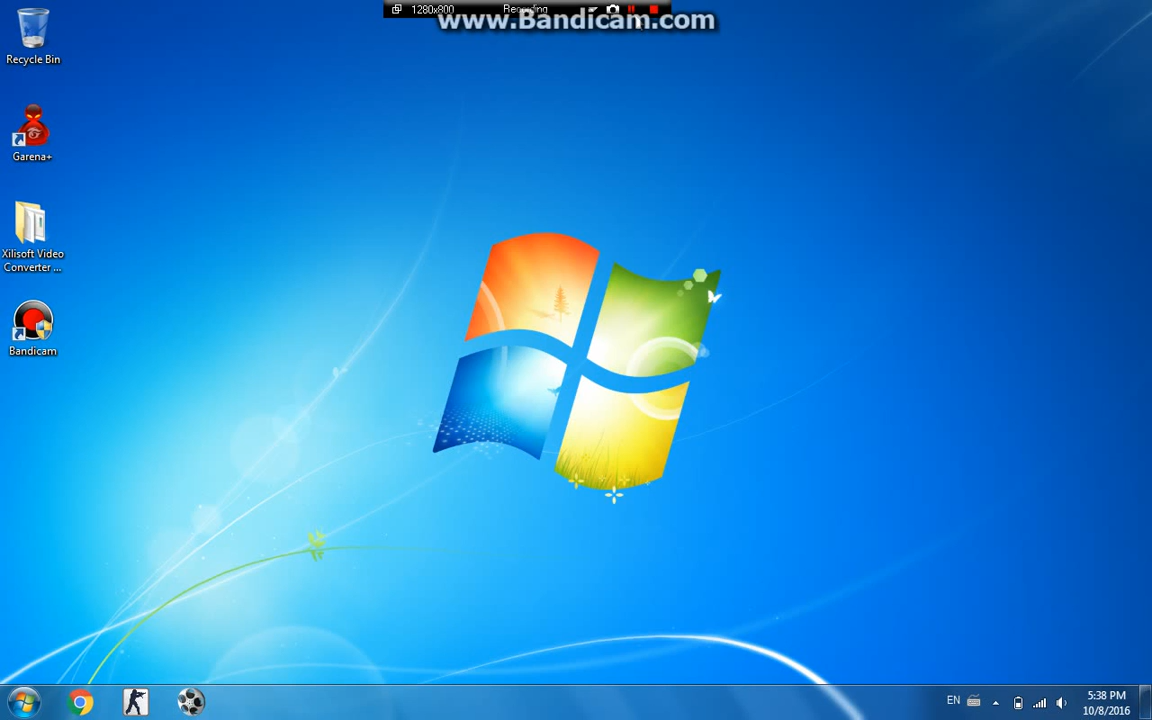 1280x800 Recording
www.Bandicam.com
Recycle Bin
Garena+
Xilisoft Video
Converter ...
Bandicam
EN
5:38 PM
10/8/2016